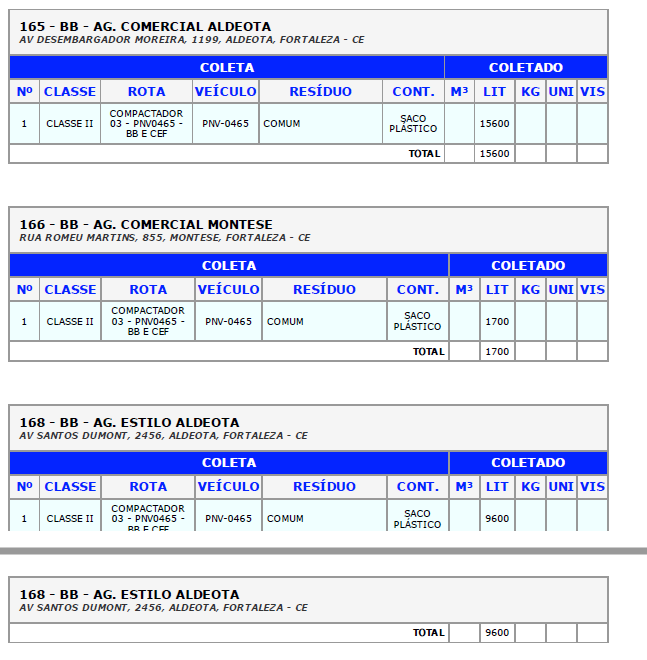 165 - BB - AG. COMERCIAL ALDEOTA
AV DESEMBARGADOR MOREIRA, 1199, ALDEOTA, FORTALEZA - CE
COLETA COLETADO
Nº CLASSE ROTA VEÍCULO RESÍDUO CONT. M³ LIT KG UNI VIS
1 CLASSE II COMPACTADOR 03 - PNV0465 - BB E CEF PNV-0465 COMUM SACO PLÁSTICO 15600
TOTAL 15600
166 - BB - AG. COMERCIAL MONTESE
RUA ROMEU MARTINS, 855, MONTESE, FORTALEZA - CE
COLETA COLETADO
Nº CLASSE ROTA VEÍCULO RESÍDUO CONT. M³ LIT KG UNI VIS
1 CLASSE II COMPACTADOR 03 - PNV0465 - BB E CEF PNV-0465 COMUM SACO PLÁSTICO 1700
TOTAL 1700
168 - BB - AG. ESTILO ALDEOTA
AV SANTOS DUMONT, 2456, ALDEOTA, FORTALEZA - CE
COLETA COLETADO
Nº CLASSE ROTA VEÍCULO RESÍDUO CONT. M³ LIT KG UNI VIS
1 CLASSE II COMPACTADOR 03 - PNV0465 - BB E CEF PNV-0465 COMUM SACO PLÁSTICO 9600
168 - BB - AG. ESTILO ALDEOTA
AV SANTOS DUMONT, 2456, ALDEOTA, FORTALEZA - CE
TOTAL 9600